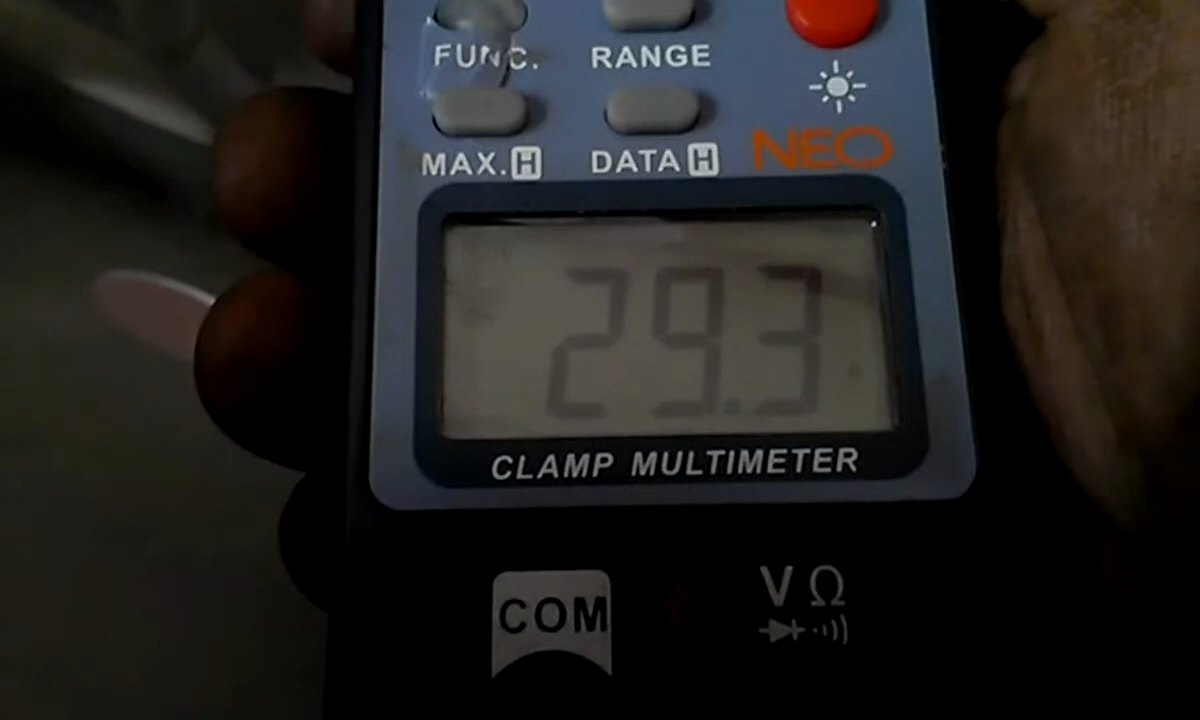 FUNC. RANGE
MAX. H DATA H NEO
29.3
CLAMP MULTIMETER
COM V Ω